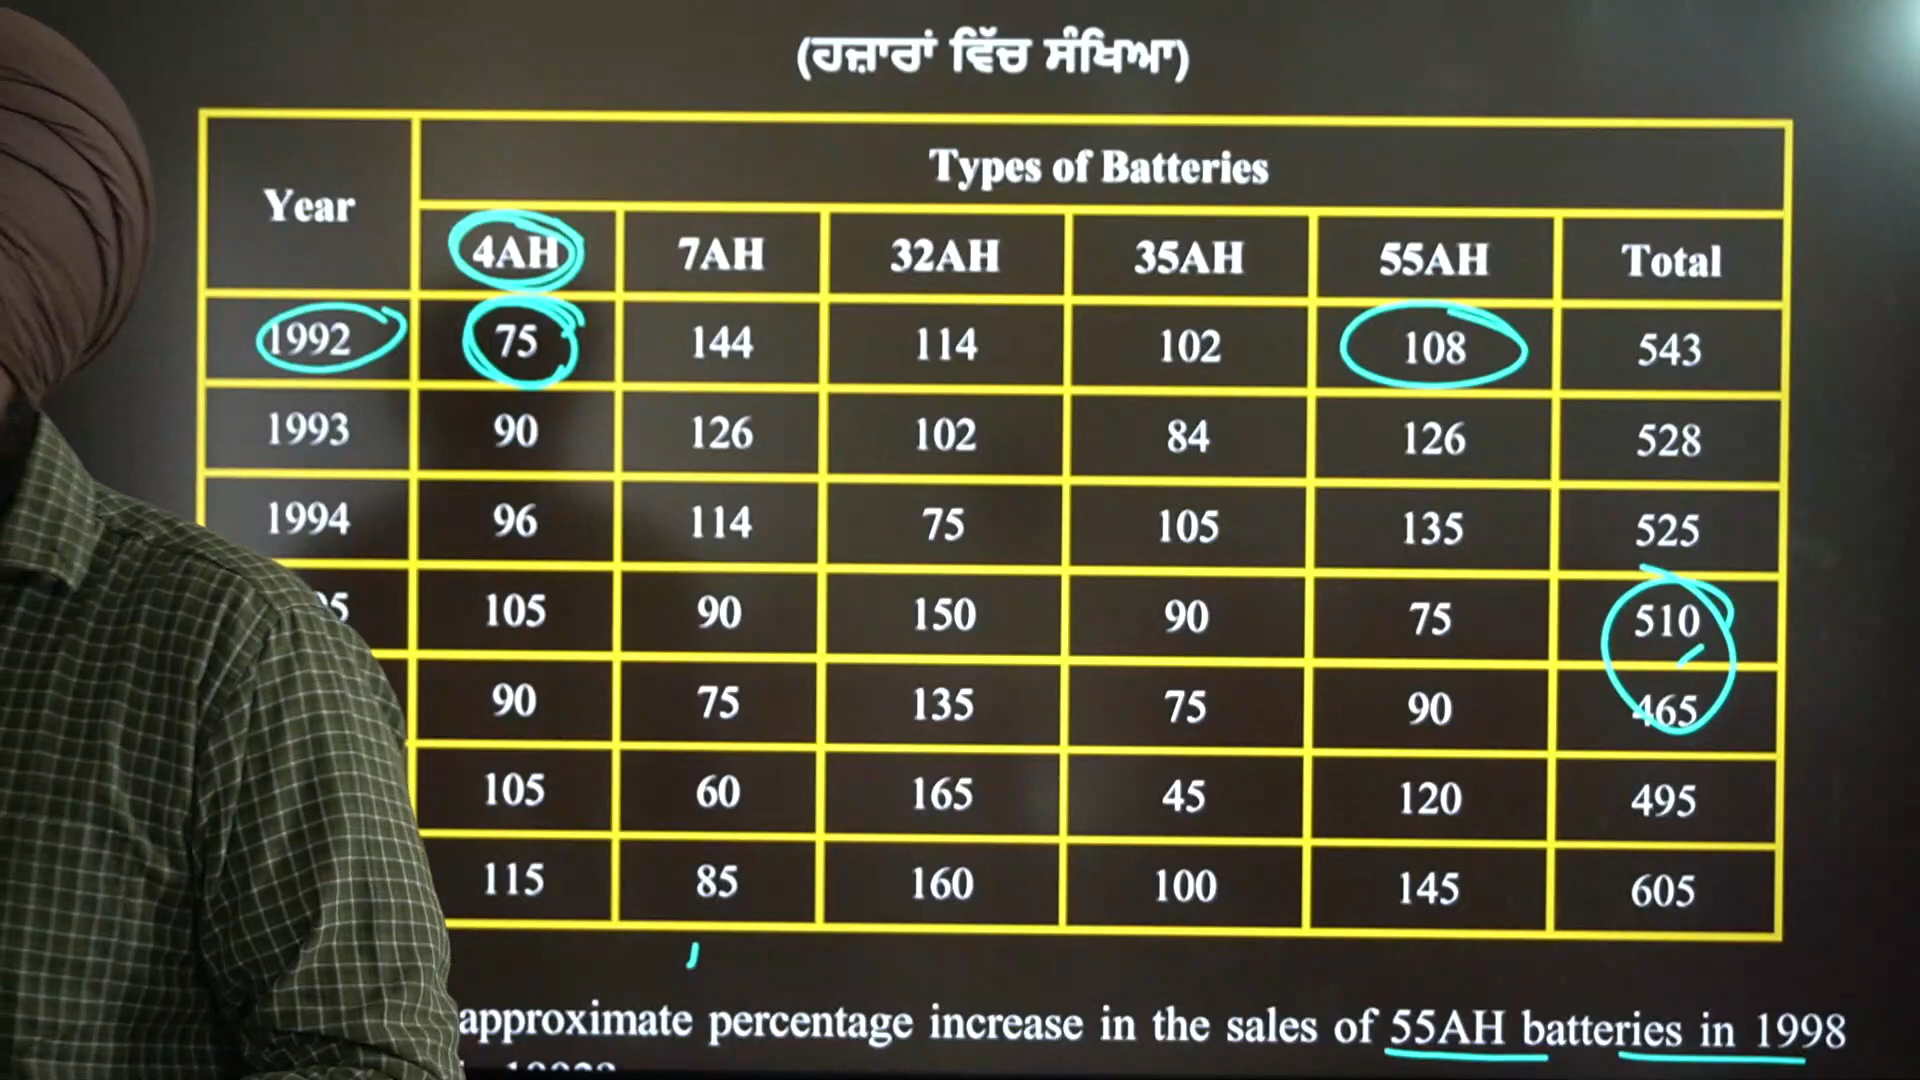 (ਹਜ਼ਾਰਾਂ ਵਿੱਚ ਸੰਖਿਆ)
Year Types of Batteries
4AH 7AH 32AH 35AH 55AH Total
1992 75 144 114 102 108 543
1993 90 126 102 84 126 528
1994 96 114 75 105 135 525
5 105 90 150 90 75 510
90 75 135 75 90 465
105 60 165 45 120 495
115 85 160 100 145 605
approximate percentage increase in the sales of 55AH batteries in 1998